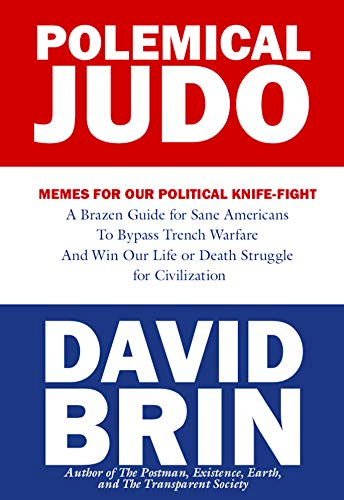 POLEMICAL
JUDO
MEMES FOR OUR POLITICAL KNIFE-FIGHT
A Brazen Guide for Sane Americans
To Bypass Trench Warfare
And Win Our Life or Death Struggle
for Civilization
DAVID
BRIN
Author of The Postman, Existence, Earth,
and The Transparent Society